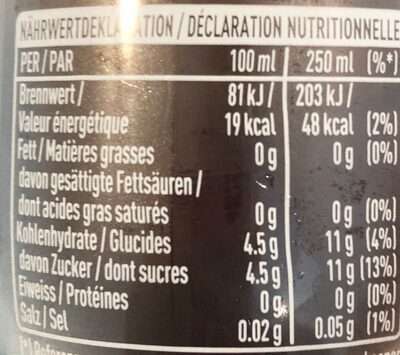 NÄHRWERTDEKLARATION / DÉCLARATION NUTRITIONNELLE
PER / PAR 100 ml 250 ml (%*)
Brennwert / 81 kJ / 203 kJ /
Valeur énergétique 19 kcal 48 kcal (2%)
Fett / Matières grasses 0 g 0 g (0%)
davon gesättigte Fettsäuren /
dont acides gras saturés 0 g 0 g (0%)
Kohlenhydrate / Glucides 4.5 g 11 g (4%)
davon Zucker / dont sucres 4.5 g 11 g (13%)
Eiweiss / Protéines 0 g 0 g (0%)
Salz / Sel 0.02 g 0.05 g (1%)